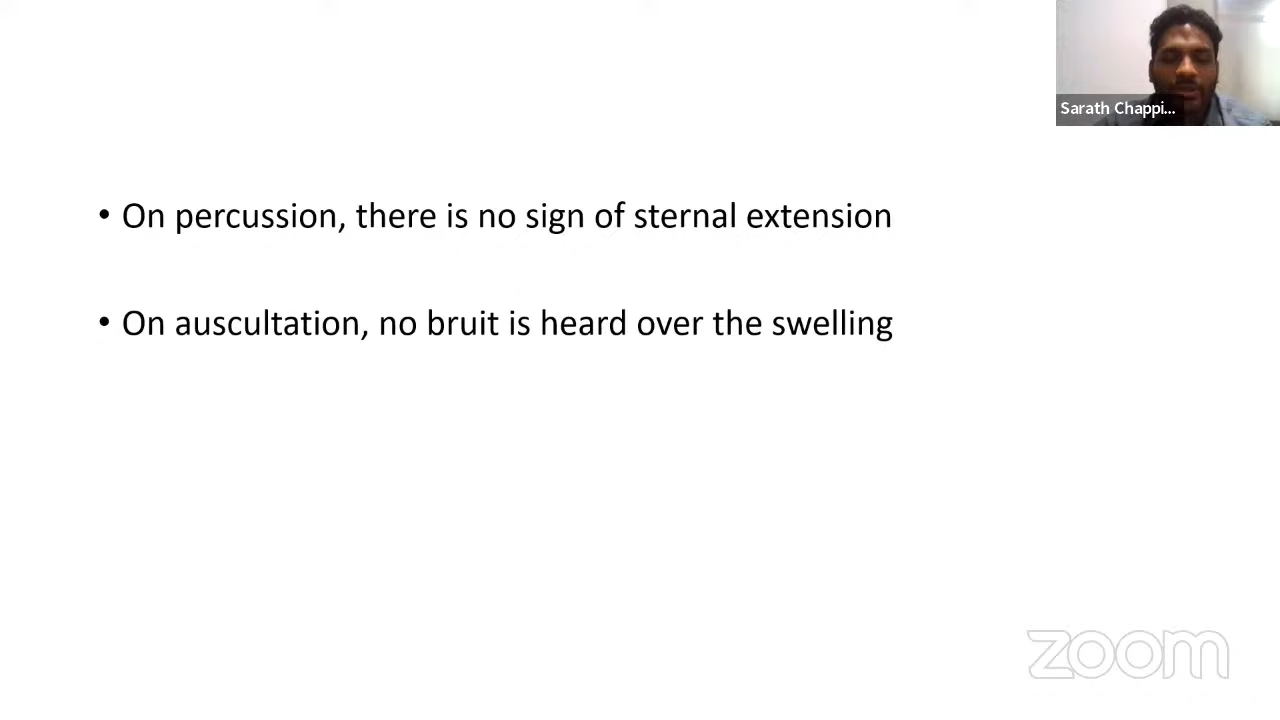 Sarath Chappi...
• On percussion, there is no sign of sternal extension
• On auscultation, no bruit is heard over the swelling
zoom